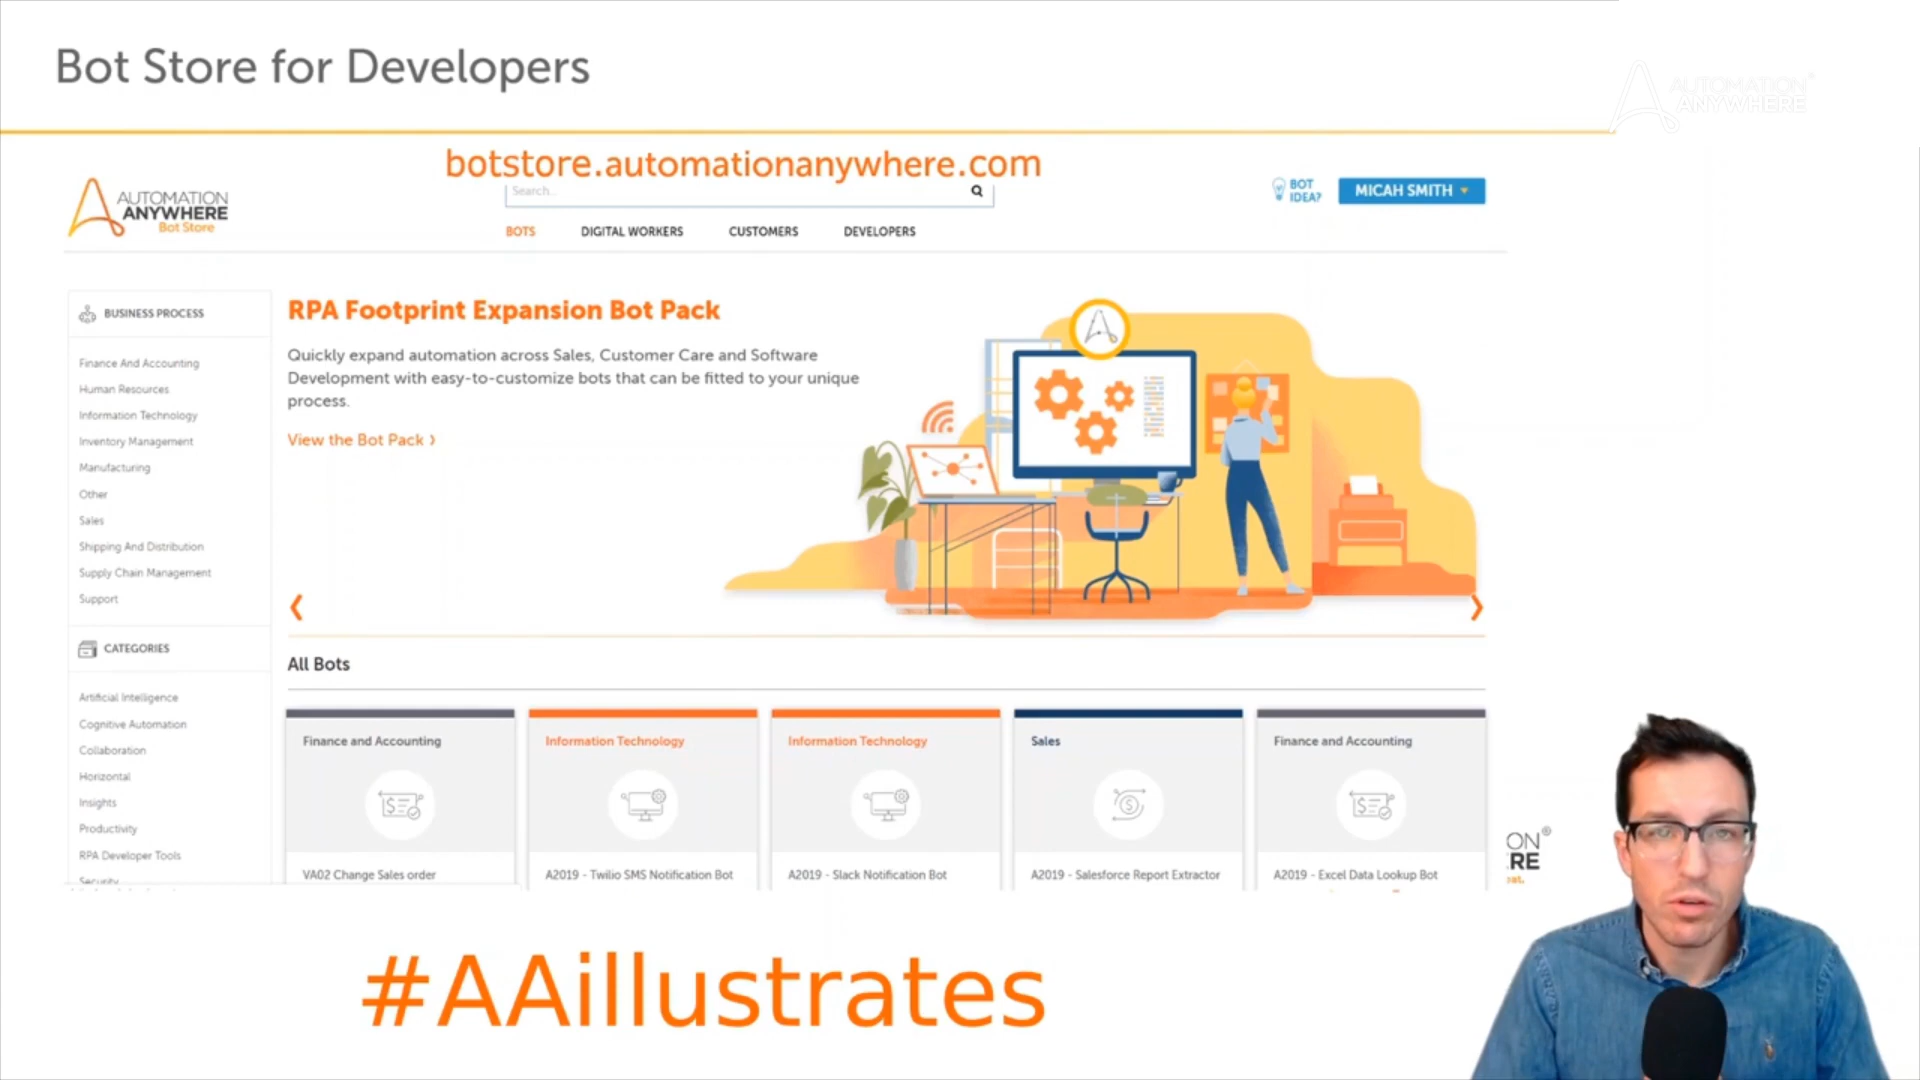 Bot Store for Developers
AUTOMATION
ANYWHERE
botstore.automationanywhere.com
AUTOMATION
ANYWHERE
Bot Store
Search...
BOT
IDEA?
MICAH SMITH
BOTS DIGITAL WORKERS CUSTOMERS DEVELOPERS
BUSINESS PROCESS
Finance And Accounting
Human Resources
Information Technology
Inventory Management
Manufacturing
Other
Sales
Shipping And Distribution
Supply Chain Management
Support
CATEGORIES
Artificial Intelligence
Cognitive Automation
Collaboration
Horizontal
Insights
Productivity
RPA Developer Tools
Security
RPA Footprint Expansion Bot Pack
Quickly expand automation across Sales, Customer Care and Software
Development with easy-to-customize bots that can be fitted to your unique
process.
View the Bot Pack ›
All Bots
Finance and Accounting
VA02 Change Sales order
Information Technology
A2019 - Twilio SMS Notification Bot
Information Technology
A2019 - Slack Notification Bot
Sales
A2019 - Salesforce Report Extractor
Finance and Accounting
A2019 - Excel Data Lookup Bot
ON®
RE
#AAillustrates